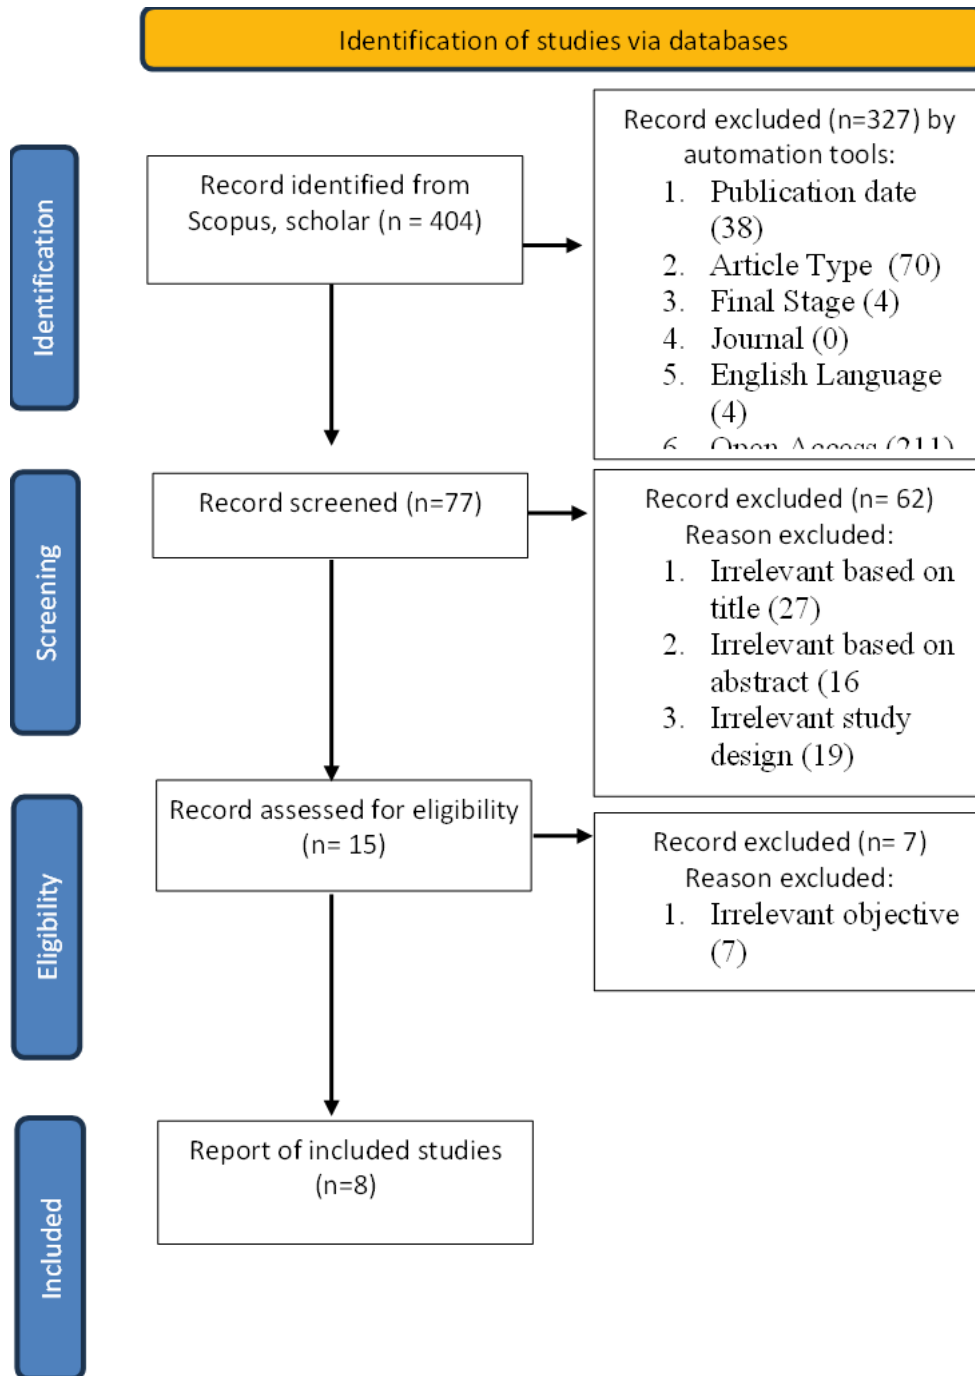 Identification of studies via databases
Identification
Record identified from
Scopus, scholar (n = 404)
Record excluded (n=327) by
automation tools:
1. Publication date
(38)
2. Article Type (70)
3. Final Stage (4)
4. Journal (0)
5. English Language
(4)
6. Open Access (211)
Screening
Record screened (n=77)
Record excluded (n= 62)
Reason excluded:
1. Irrelevant based on
title (27)
2. Irrelevant based on
abstract (16
3. Irrelevant study
design (19)
Eligibility
Record assessed for eligibility
(n= 15)
Record excluded (n= 7)
Reason excluded:
1. Irrelevant objective
(7)
Included
Report of included studies
(n=8)